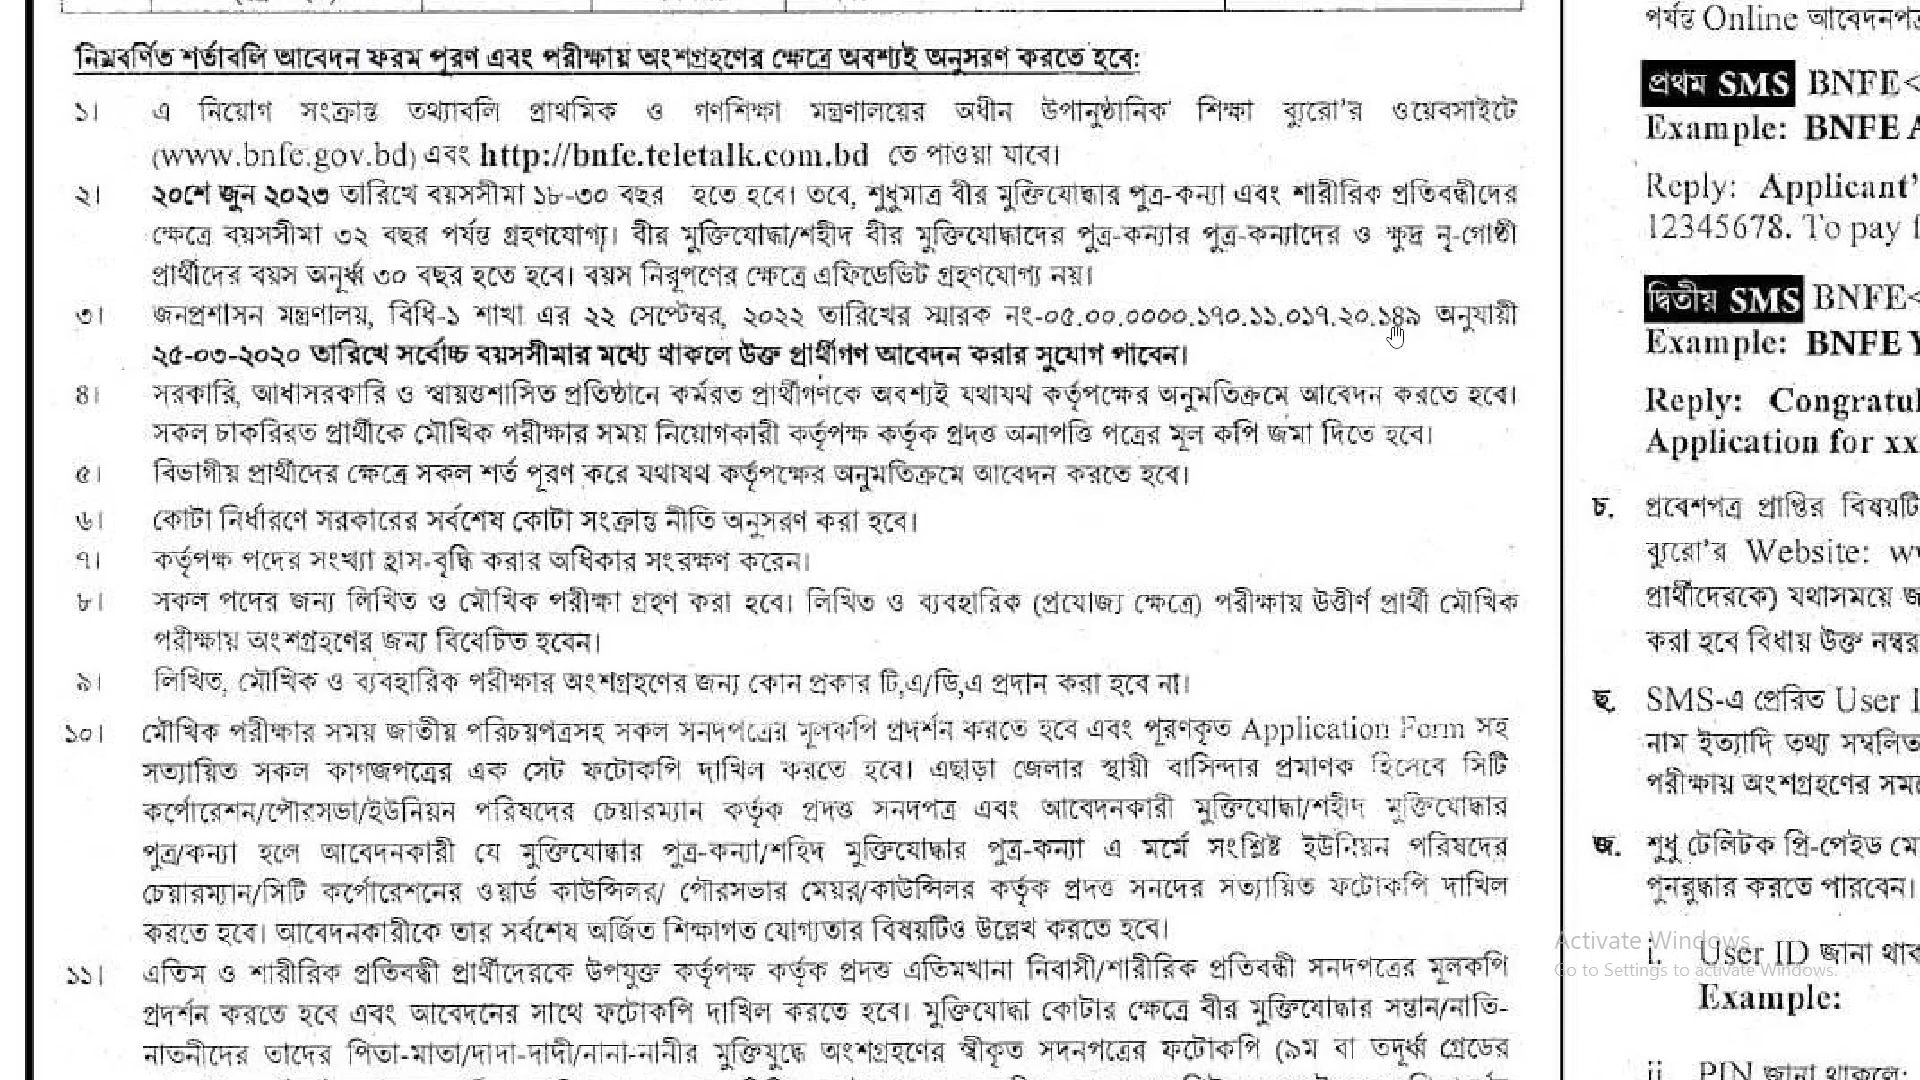 নিম্নবর্ণিত শর্তাবলি আবেদন ফরম পূরণ এবং পরীক্ষায় অংশগ্রহণের ক্ষেত্রে অবশ্যই অনুসরণ করতে হবে:
১। এ নিয়োগ সংক্রান্ত তথ্যাবলি প্রাথমিক ও গণশিক্ষা মন্ত্রণালয়ের অধীন উপানুষ্ঠানিক শিক্ষা ব্যুরো'র ওয়েবসাইটে
(www.bnfe.gov.bd) এবং http://bnfe.teletalk.com.bd তে পাওয়া যাবে।
২। ২০শে জুন ২০২৩ তারিখে বয়সসীমা ১৮-৩০ বছর হতে হবে। তবে, শুধুমাত্র বীর মুক্তিযোদ্ধার পুত্র-কন্যা এবং শারীরিক প্রতিবন্ধীদের
ক্ষেত্রে বয়সসীমা ৩২ বছর পর্যন্ত গ্রহণযোগ্য। বীর মুক্তিযোদ্ধা/শহীদ বীর মুক্তিযোদ্ধাদের পুত্র-কন্যার পুত্র-কন্যাদের ও ক্ষুদ্র নৃ-গোষ্ঠী
প্রার্থীদের বয়স অনূর্ধ্ব ৩০ বছর হতে হবে। বয়স নিরূপণের ক্ষেত্রে এফিডেভিট গ্রহণযোগ্য নয়।
৩। জনপ্রশাসন মন্ত্রণালয়, বিধি-১ শাখা এর ২২ সেপ্টেম্বর, ২০২২ তারিখের স্মারক নং-০৫.০০.০০০০.১৭০.১১.০১৭.২০.১৪৯ অনুযায়ী
২৫-০৩-২০২০ তারিখে সর্বোচ্চ বয়সসীমার মধ্যে থাকলে উক্ত প্রার্থীগণ আবেদন করার সুযোগ পাবেন।
৪। সরকারি, আধাসরকারি ও স্বায়ত্তশাসিত প্রতিষ্ঠানে কর্মরত প্রার্থীগণকে অবশ্যই যথাযথ কর্তৃপক্ষের অনুমতিক্রমে আবেদন করতে হবে।
সকল চাকরিরত প্রার্থীকে মৌখিক পরীক্ষার সময় নিয়োগকারী কর্তৃপক্ষ কর্তৃক প্রদত্ত অনাপত্তি পত্রের মূল কপি জমা দিতে হবে।
৫। বিভাগীয় প্রার্থীদের ক্ষেত্রে সকল শর্ত পূরণ করে যথাযথ কর্তৃপক্ষের অনুমতিক্রমে আবেদন করতে হবে।
৬। কোটা নির্ধারণে সরকারের সর্বশেষ কোটা সংক্রান্ত নীতি অনুসরণ করা হবে।
৭। কর্তৃপক্ষ পদের সংখ্যা হ্রাস-বৃদ্ধি করার অধিকার সংরক্ষণ করেন।
৮। সকল পদের জন্য লিখিত ও মৌখিক পরীক্ষা গ্রহণ করা হবে। লিখিত ও ব্যবহারিক (প্রযোজ্য ক্ষেত্রে) পরীক্ষায় উত্তীর্ণ প্রার্থী মৌখিক
পরীক্ষায় অংশগ্রহণের জন্য বিবেচিত হবেন।
৯। লিখিত, মৌখিক ও ব্যবহারিক পরীক্ষার অংশগ্রহণের জন্য কোন প্রকার টি,এ/ডি,এ প্রদান করা হবে না।
১০। মৌখিক পরীক্ষার সময় জাতীয় পরিচয়পত্রসহ সকল সনদপত্রের মূলকপি প্রদর্শন করতে হবে এবং পূরণকৃত Application Form সহ
সত্যায়িত সকল কাগজপত্রের এক সেট ফটোকপি দাখিল করতে হবে। এছাড়া জেলার স্থায়ী বাসিন্দার প্রমাণক হিসেবে সিটি
কর্পোরেশন/পৌরসভা/ইউনিয়ন পরিষদের চেয়ারম্যান কর্তৃক প্রদত্ত সনদপত্র এবং আবেদনকারী মুক্তিযোদ্ধা/শহীদ মুক্তিযোদ্ধার
পুত্র/কন্যা হলে আবেদনকারী যে মুক্তিযোদ্ধার পুত্র-কন্যা/শহিদ মুক্তিযোদ্ধার পুত্র-কন্যা এ মর্মে সংশ্লিষ্ট ইউনিয়ন পরিষদের
চেয়ারম্যান/সিটি কর্পোরেশনের ওয়ার্ড কাউন্সিলর/ পৌরসভার মেয়র/কাউন্সিলর কর্তৃক প্রদত্ত সনদের সত্যায়িত ফটোকপি দাখিল
করতে হবে। আবেদনকারীকে তার সর্বশেষ অর্জিত শিক্ষাগত যোগ্যতার বিষয়টিও উল্লেখ করতে হবে।
১১। এতিম ও শারীরিক প্রতিবন্ধী প্রার্থীদেরকে উপযুক্ত কর্তৃপক্ষ কর্তৃক প্রদত্ত এতিমখানা নিবাসী/শারীরিক প্রতিবন্ধী সনদপত্রের মূলকপি
প্রদর্শন করতে হবে এবং আবেদনের সাথে ফটোকপি দাখিল করতে হবে। মুক্তিযোদ্ধা কোটার ক্ষেত্রে বীর মুক্তিযোদ্ধার সন্তান/নাতি-
নাতনীদের তাদের পিতা-মাতা/দাদা-দাদী/নানা-নানীর মুক্তিযুদ্ধে অংশগ্রহণের স্বীকৃত সদনপত্রের ফটোকপি (৯ম বা তদূর্ধ্ব গ্রেডের
পর্যন্ত Online
প্রথম SMS BNFE<
Example: BNFE A
Reply: Applicant'
12345678. To pay f
দ্বিতীয় SMS BNFE<
Example: BNFE Y
Reply: Congratul
Application for xx
চ. প্রবেশপত্র প্রাপ্তির বিষয়টি
ব্যুরো'র Website: w
প্রার্থীদেরকে) যথাসময়ে
করা হবে বিধায় উক্ত নম্বর
ছ. SMS-এ প্রেরিত User I
নাম ইত্যাদি তথ্য সম্বলিত
পরীক্ষায় অংশগ্রহণের
জ. শুধু টেলিটক প্রি-পেইড
পুনরুদ্ধার করতে পারবেন।
Activate Windows
Go to Settings to activate Windows.
i. User ID জানা
Example:
ii. PIN জানা থাকলে: